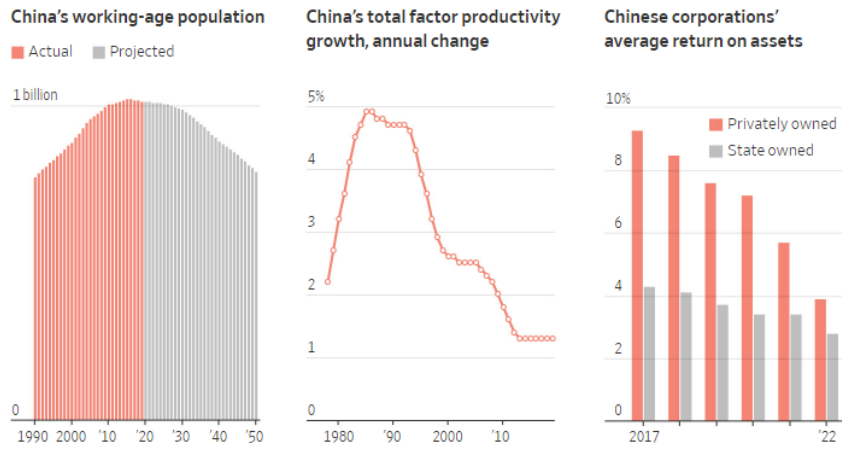 China's working-age population
Actual Projected
1 billion
0
1990 2000 '10 '20 '30 '40 '50
China's total factor productivity
growth, annual change
5%
4
3
2
1
0
1980 '90 2000 '10
Chinese corporations'
average return on assets
10%
Privately owned
State owned
8
6
4
2
0
2017 '22